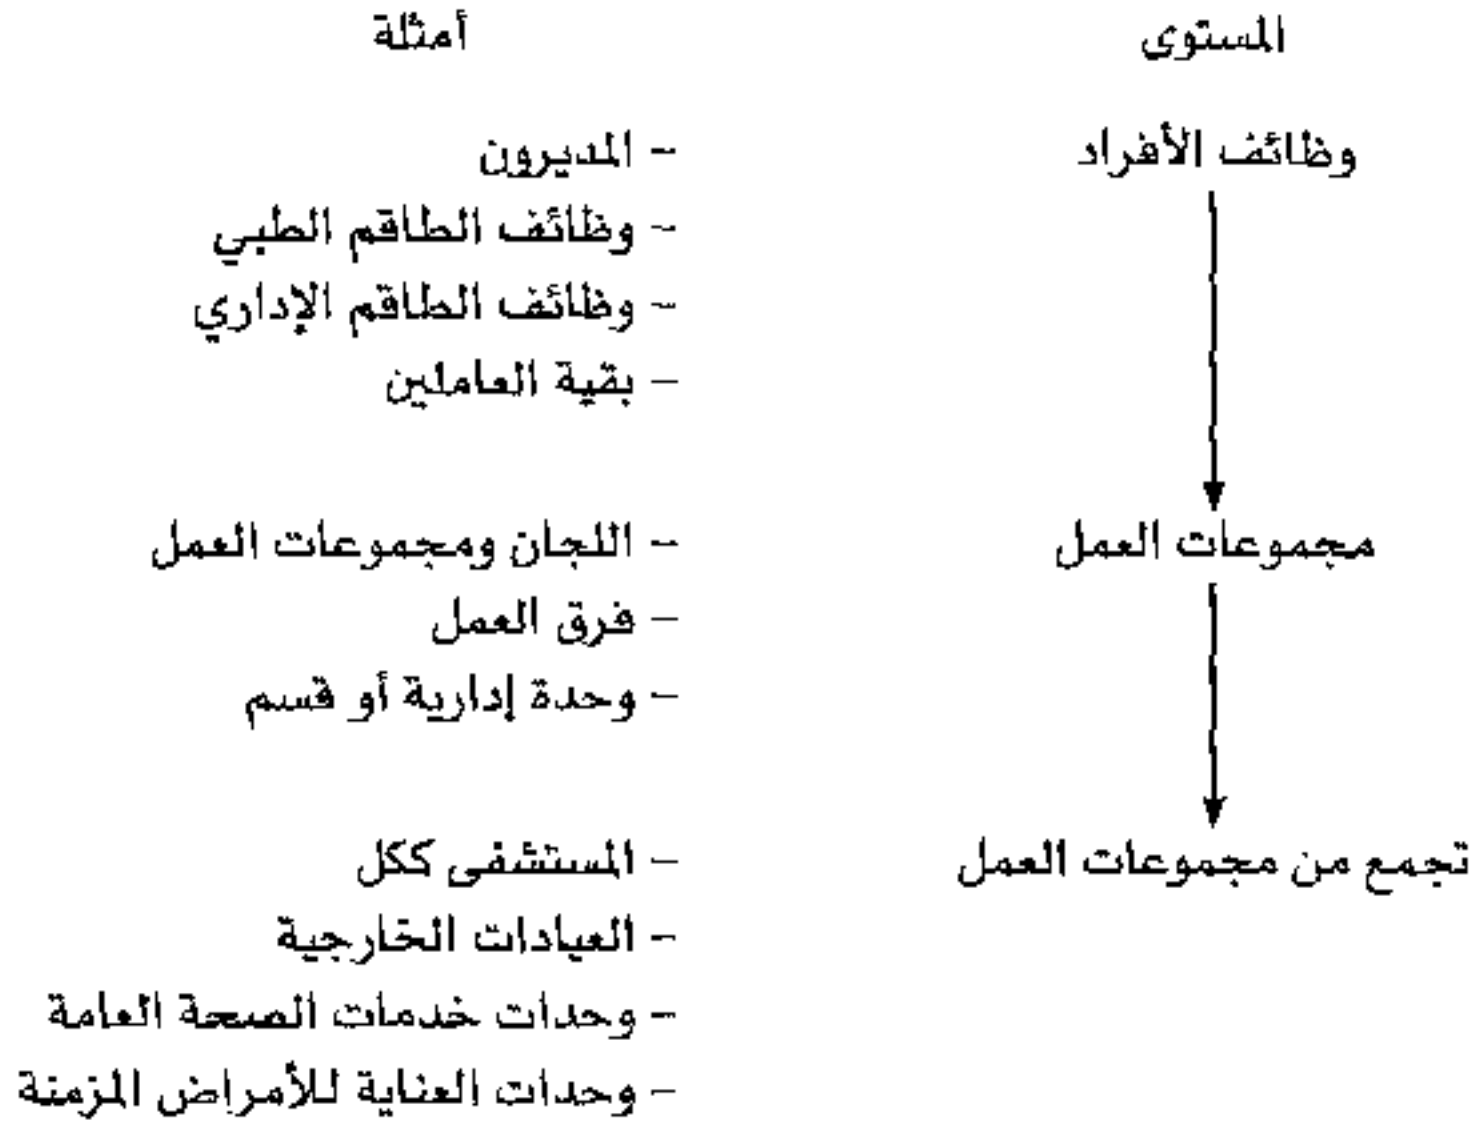 المستوى
أمثلة
وظائف الأفراد
– المديرون
– وظائف الطاقم الطبي
– وظائف الطاقم الإداري
– بقية العاملين
مجموعات العمل
– اللجان ومجموعات العمل
– فرق العمل
– وحدة إدارية أو قسم
تجمع من مجموعات العمل
– المستشفى ككل
– العيادات الخارجية
– وحدات خدمات الصحة العامة
– وحدات العناية للأمراض المزمنة